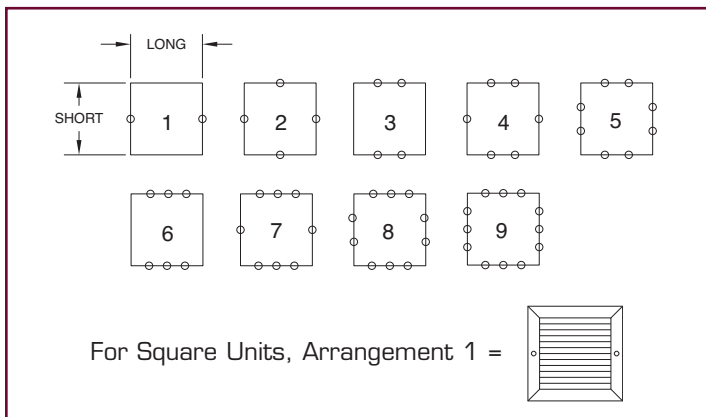 LONG
SHORT
1 2 3 4 5
6 7 8 9
For Square Units, Arrangement 1 =